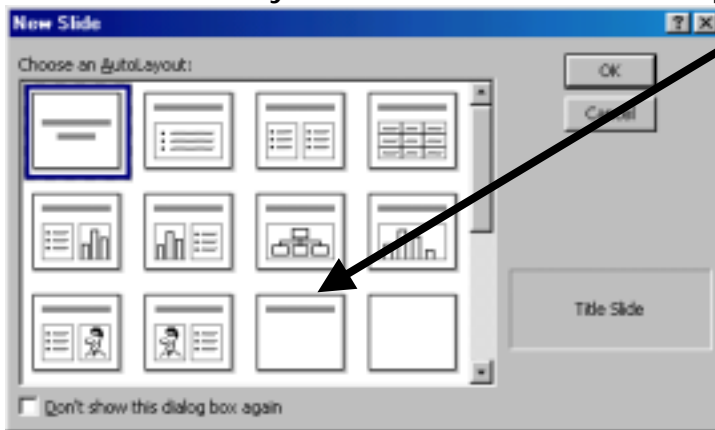 New Slide
Choose an AutoLayout:
OK
Cancel
Title Slide
Don't show this dialog box again